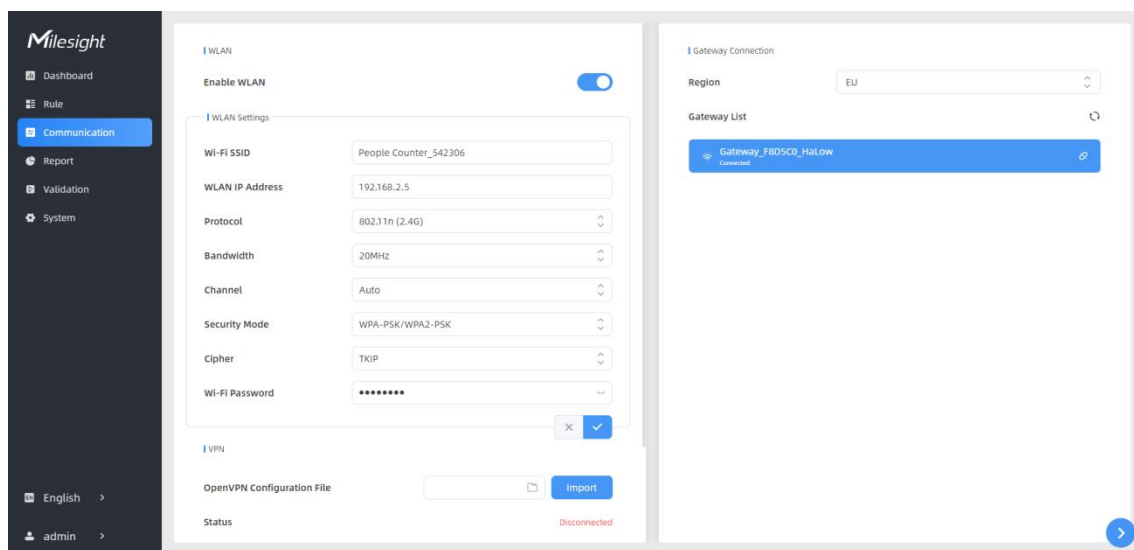 Milesight
Dashboard
Rule
Communication
Report
Validation
System
EN English >
admin >
WLAN
Enable WLAN
WLAN Settings
Wi-Fi SSID People Counter_542306
WLAN IP Address 192.168.2.5
Protocol 802.11n (2.4G)
Bandwidth 20MHz
Channel Auto
Security Mode WPA-PSK/WPA2-PSK
Cipher TKIP
Wi-Fi Password ••••••••
VPN
OpenVPN Configuration File Import
Status Disconnected
Gateway Connection
Region EU
Gateway List
Gateway_F8D5C0_HaLow
Connected